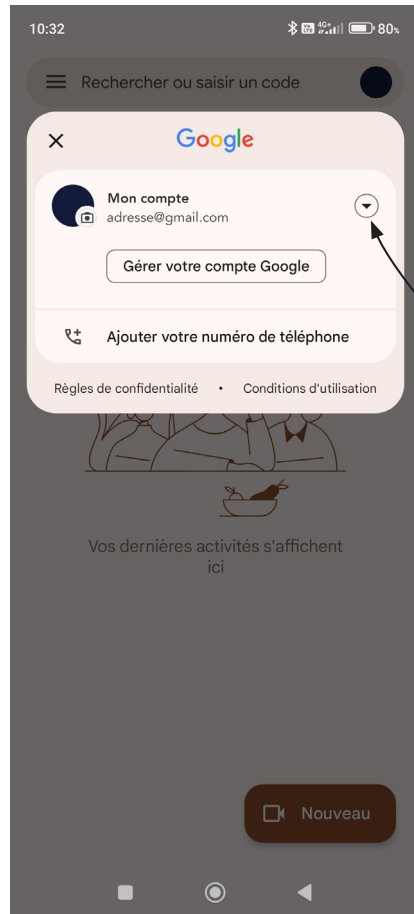 10:32
4G+
80%
Rechercher ou saisir un code
Google
Mon compte
adresse@gmail.com
Gérer votre compte Google
Ajouter votre numéro de téléphone
Règles de confidentialité • Conditions d'utilisation
Vos dernières activités s'affichent
ici
Nouveau